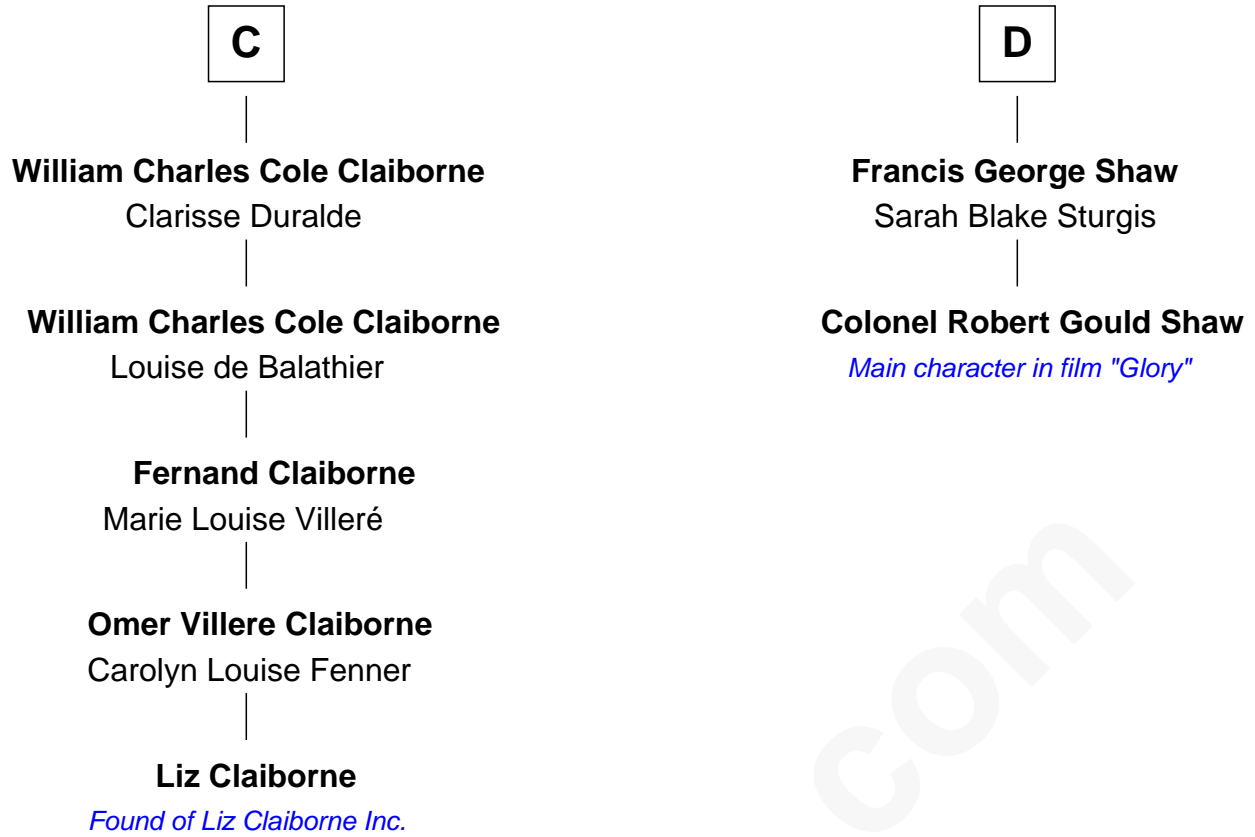 C
William Charles Cole Claiborne
Clarisse Duralde
William Charles Cole Claiborne
Louise de Balathier
Fernand Claiborne
Marie Louise Villeré
Omer Villere Claiborne
Carolyn Louise Fenner
Liz Claiborne
Found of Liz Claiborne Inc.
D
Francis George Shaw
Sarah Blake Sturgis
Colonel Robert Gould Shaw
Main character in film "Glory"
com